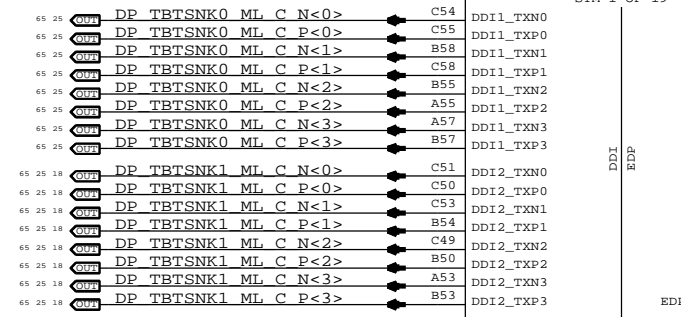 SYM 1 OF 19
65 25 OUT DP_TBTSNK0_ML_C_N<0> C54 DDI1_TXN0
65 25 OUT DP_TBTSNK0_ML_C_P<0> C55 DDI1_TXP0
65 25 OUT DP_TBTSNK0_ML_C_N<1> B58 DDI1_TXN1
65 25 OUT DP_TBTSNK0_ML_C_P<1> C58 DDI1_TXP1
65 25 OUT DP_TBTSNK0_ML_C_N<2> B55 DDI1_TXN2
65 25 OUT DP_TBTSNK0_ML_C_P<2> A55 DDI1_TXP2
65 25 OUT DP_TBTSNK0_ML_C_N<3> A57 DDI1_TXN3
65 25 OUT DP_TBTSNK0_ML_C_P<3> B57 DDI1_TXP3
DDI
EDP
65 25 18 OUT DP_TBTSNK1_ML_C_N<0> C51 DDI2_TXN0
65 25 18 OUT DP_TBTSNK1_ML_C_P<0> C50 DDI2_TXP0
65 25 18 OUT DP_TBTSNK1_ML_C_N<1> C53 DDI2_TXN1
65 25 18 OUT DP_TBTSNK1_ML_C_P<1> B54 DDI2_TXP1
65 25 18 OUT DP_TBTSNK1_ML_C_N<2> C49 DDI2_TXN2
65 25 18 OUT DP_TBTSNK1_ML_C_P<2> B50 DDI2_TXP2
65 25 18 OUT DP_TBTSNK1_ML_C_N<3> A53 DDI2_TXN3
65 25 18 OUT DP_TBTSNK1_ML_C_P<3> B53 DDI2_TXP3